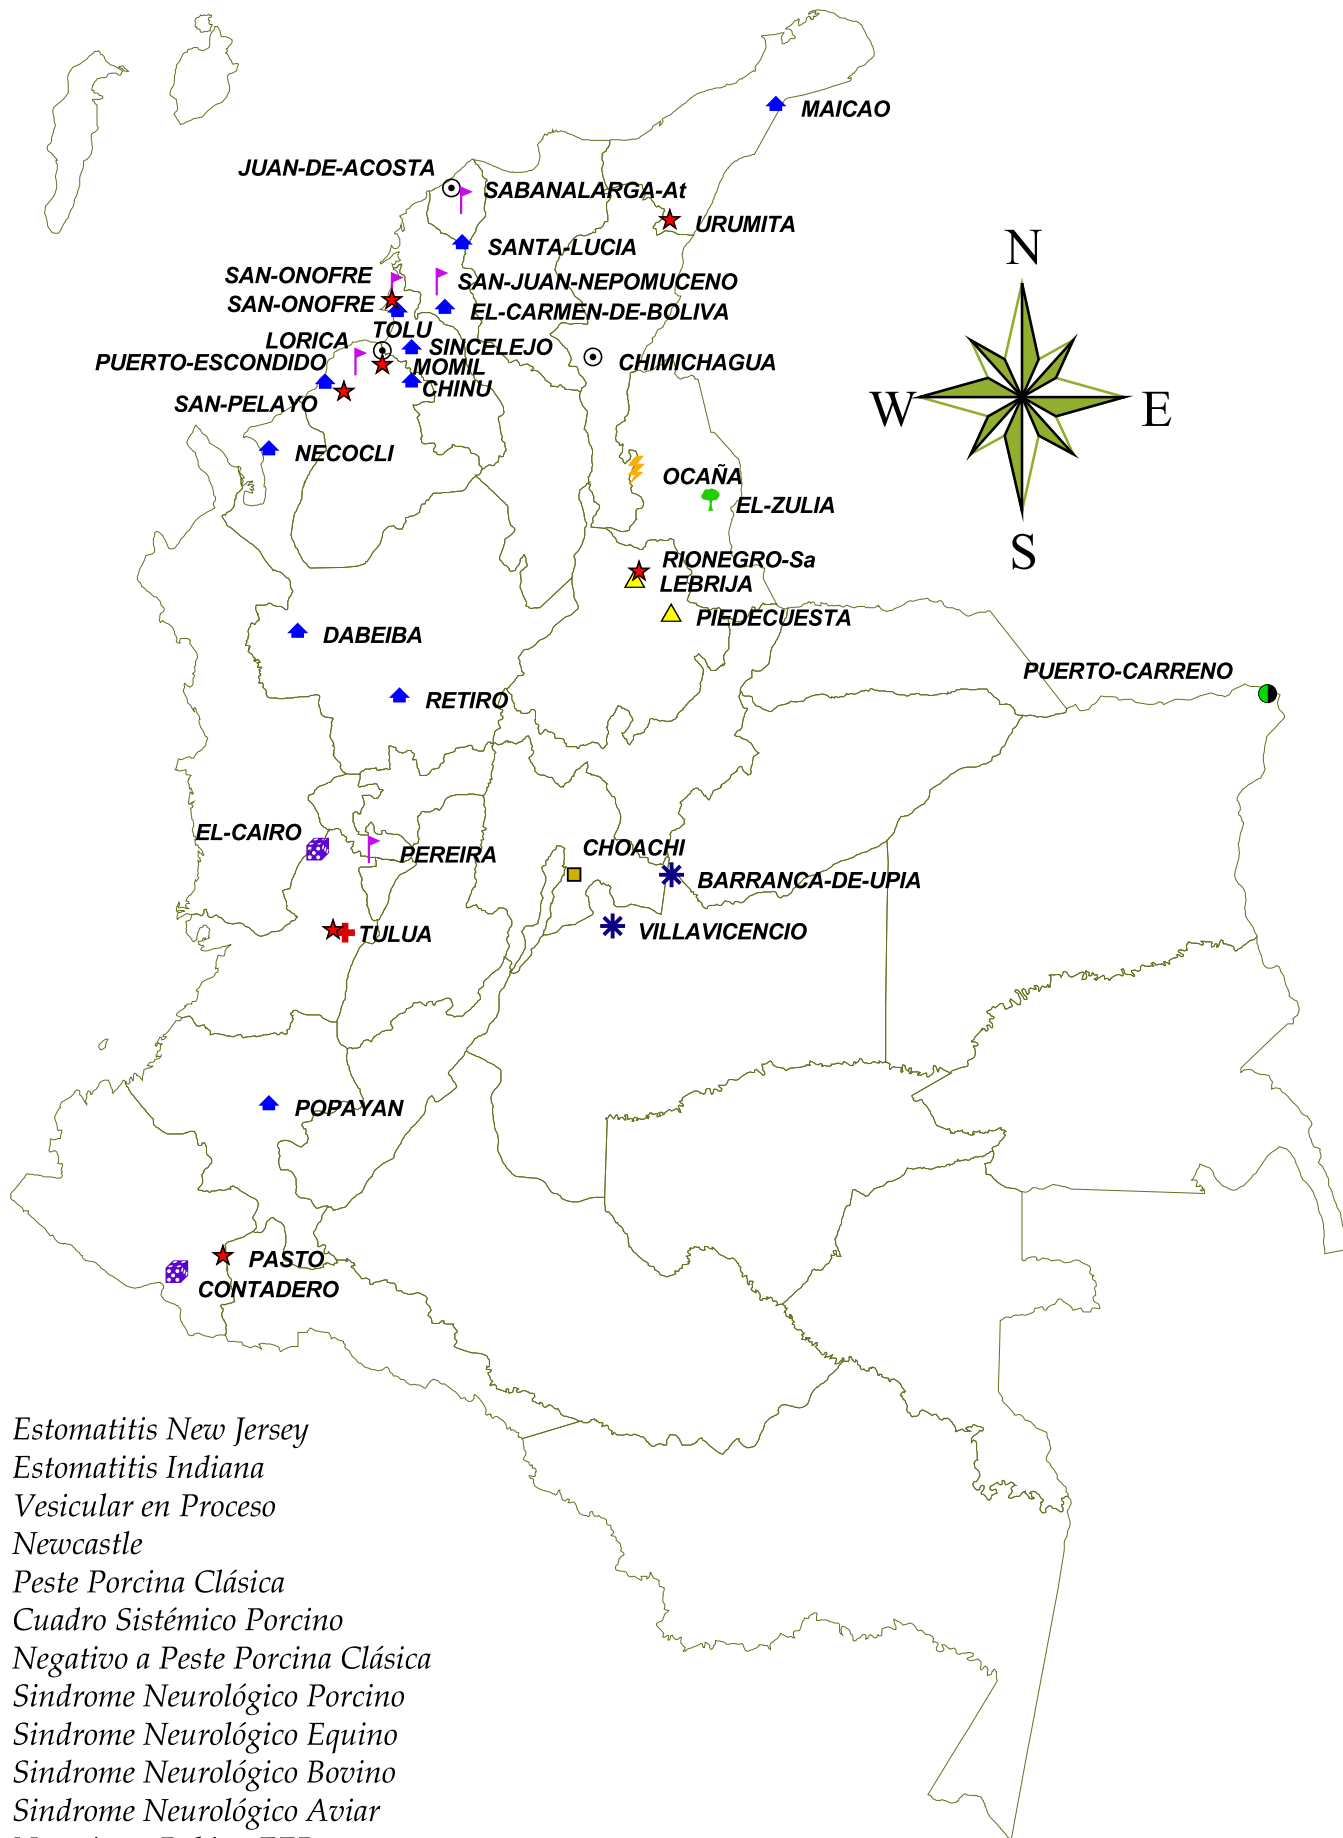 MAICAO
JUAN-DE-ACOSTA
SABANALARGA-At
URUMITA
N
SANTA-LUCIA
SAN-ONOFRE
SAN-JUAN-NEPOMUCENO
SAN-ONOFRE
EL-CARMEN-DE-BOLIVA
TOLU
LORICA
SINCELEJO
PUERTO-ESCONDIDO
MOMIL
CHIMICHAGUA
CHINU
SAN-PELAYO
W
E
NECOCLI
OCAÑA
EL-ZULIA
S
RIONEGRO-Sa
LEBRIJA
PIEDECUESTA
DABEIBA
PUERTO-CARRENO
RETIRO
EL-CAIRO
CHOACHI
PEREIRA
BARRANCA-DE-UPIA
TULUA
VILLAVICENCIO
POPAYAN
PASTO
CONTADERO
Estomatitis New Jersey
Estomatitis Indiana
Vesicular en Proceso
Newcastle
Peste Porcina Clásica
Cuadro Sistémico Porcino
Negativo a Peste Porcina Clásica
Sindrome Neurológico Porcino
Sindrome Neurológico Equino
Sindrome Neurológico Bovino
Sindrome Neurológico Aviar